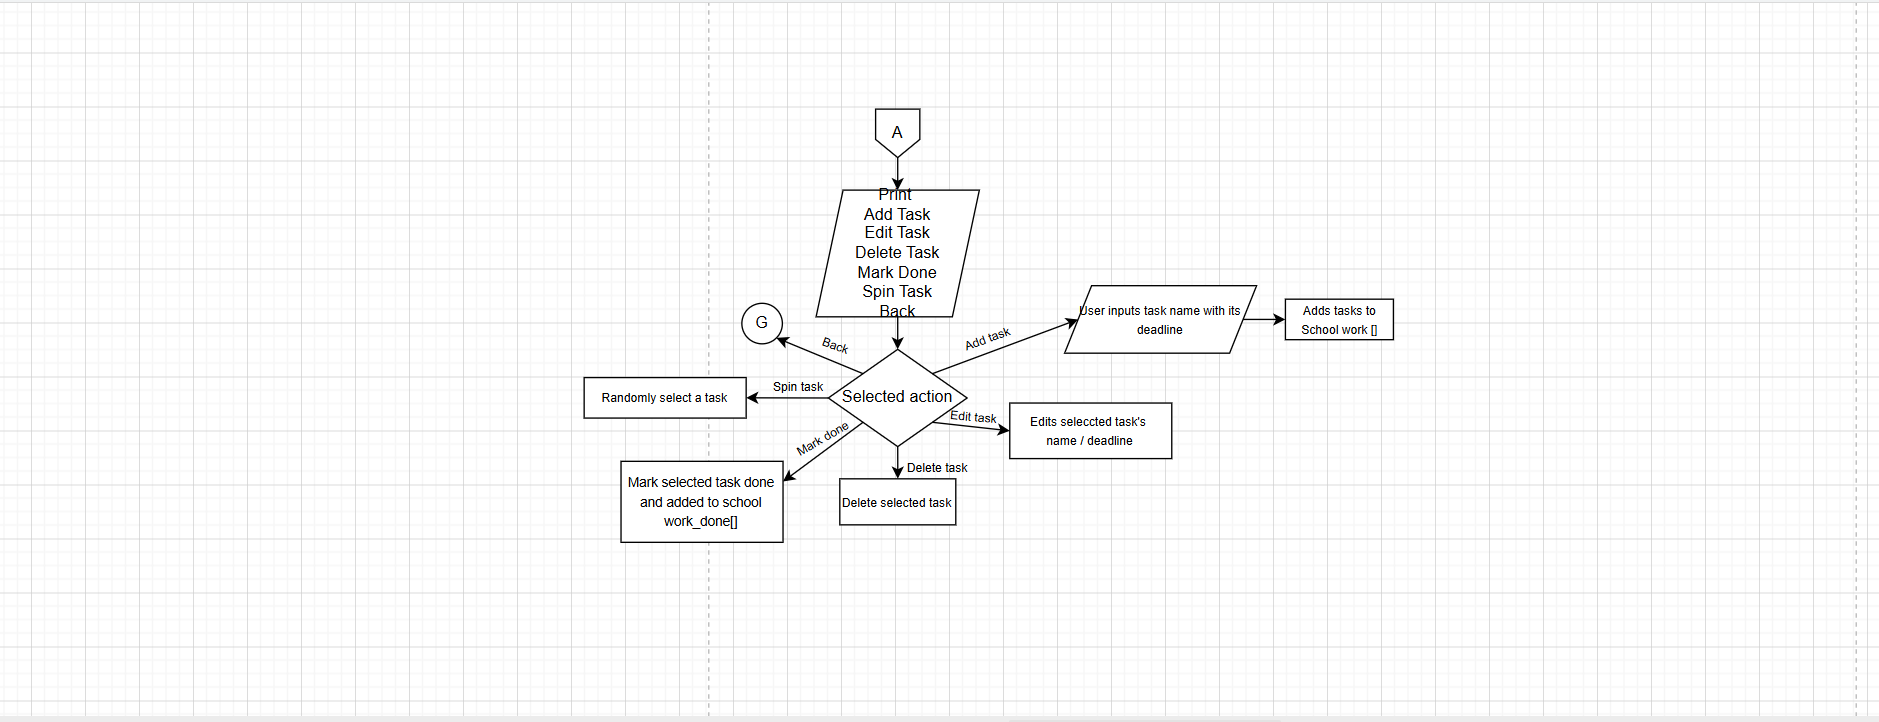 A
Print
Add Task
Edit Task
Delete Task
Mark Done
Spin Task
Back
G
Back
Add task
User inputs task name with its
deadline
Adds tasks to
School work []
Spin task
Randomly select a task
Selected action
Edit task
Edits seleccted task's
name / deadline
Mark done
Mark selected task done
and added to school
work_done[]
Delete task
Delete selected task